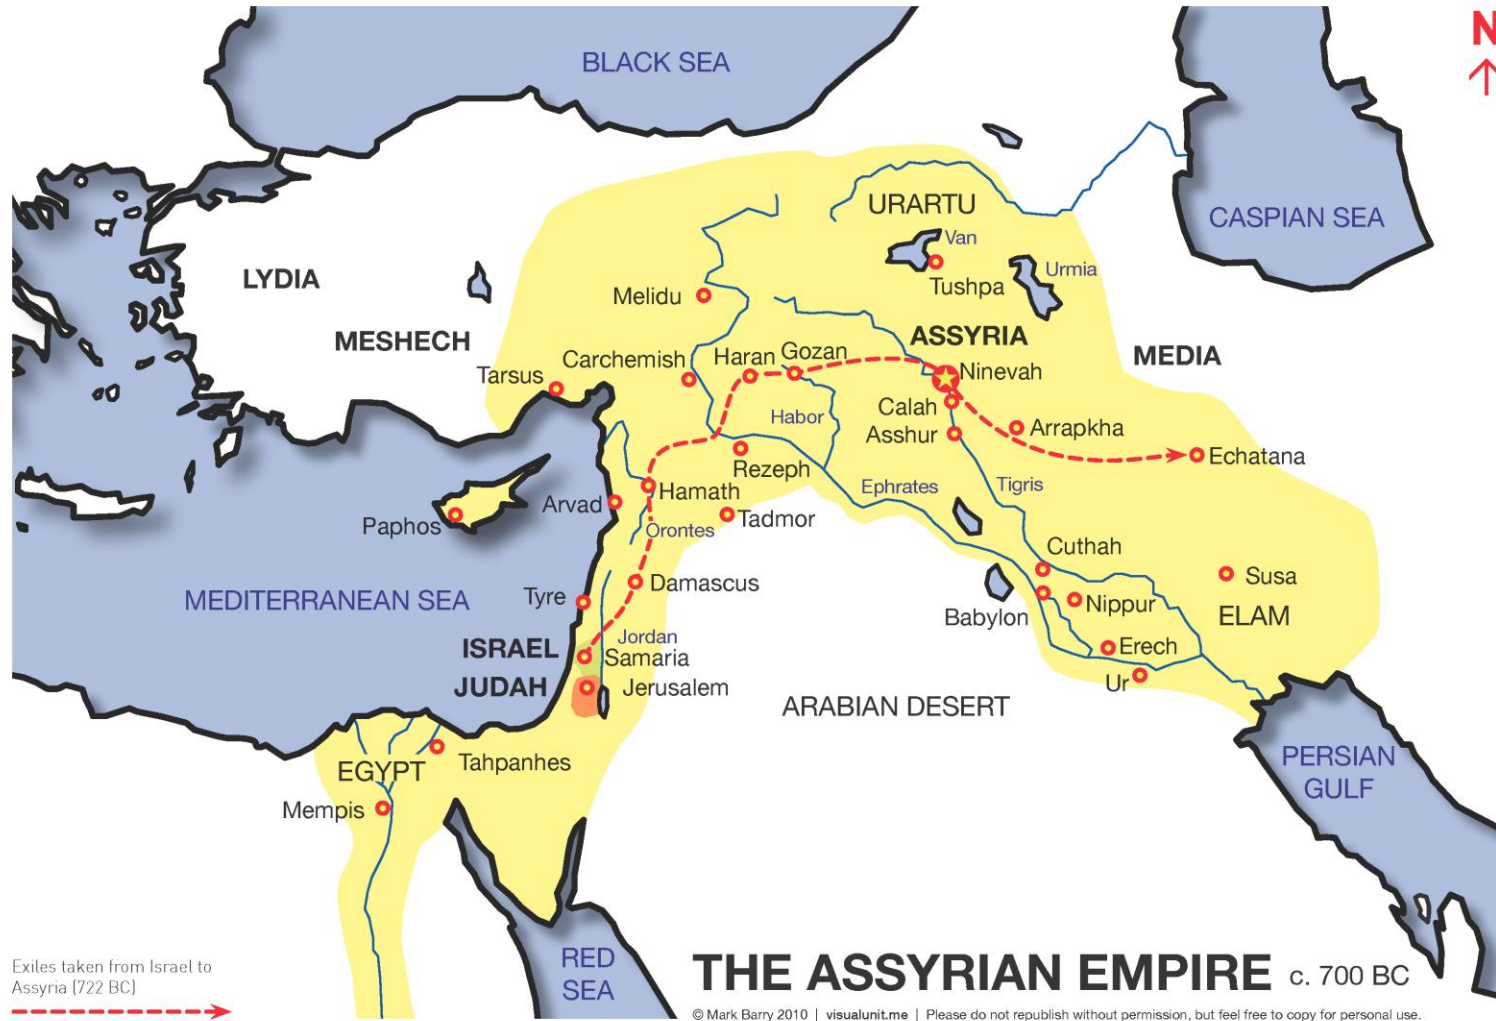 N
BLACK SEA
CASPIAN SEA
URARTU
Van
Urmia
Tushpa
LYDIA
Melidu
MESHECH
ASSYRIA
MEDIA
Carchemish
Haran
Gozan
Ninevah
Tarsus
Calah
Habor
Asshur
Arrapkha
Echatana
Rezeph
Hamath
Ephrates
Tigris
Arvad
Tadmor
Paphos
Orontes
Cuthah
Damascus
Susa
MEDITERRANEAN SEA
Tyre
Nippur
Babylon
ELAM
Jordan
ISRAEL
Samaria
Erech
JUDAH
Jerusalem
Ur
ARABIAN DESERT
Tahpanhes
EGYPT
PERSIAN
GULF
Mempis
RED
SEA
Exiles taken from Israel to
Assyria (722 BC)
THE ASSYRIAN EMPIRE c. 700 BC
© Mark Barry 2010 | visualunit.me | Please do not republish without permission, but feel free to copy for personal use.